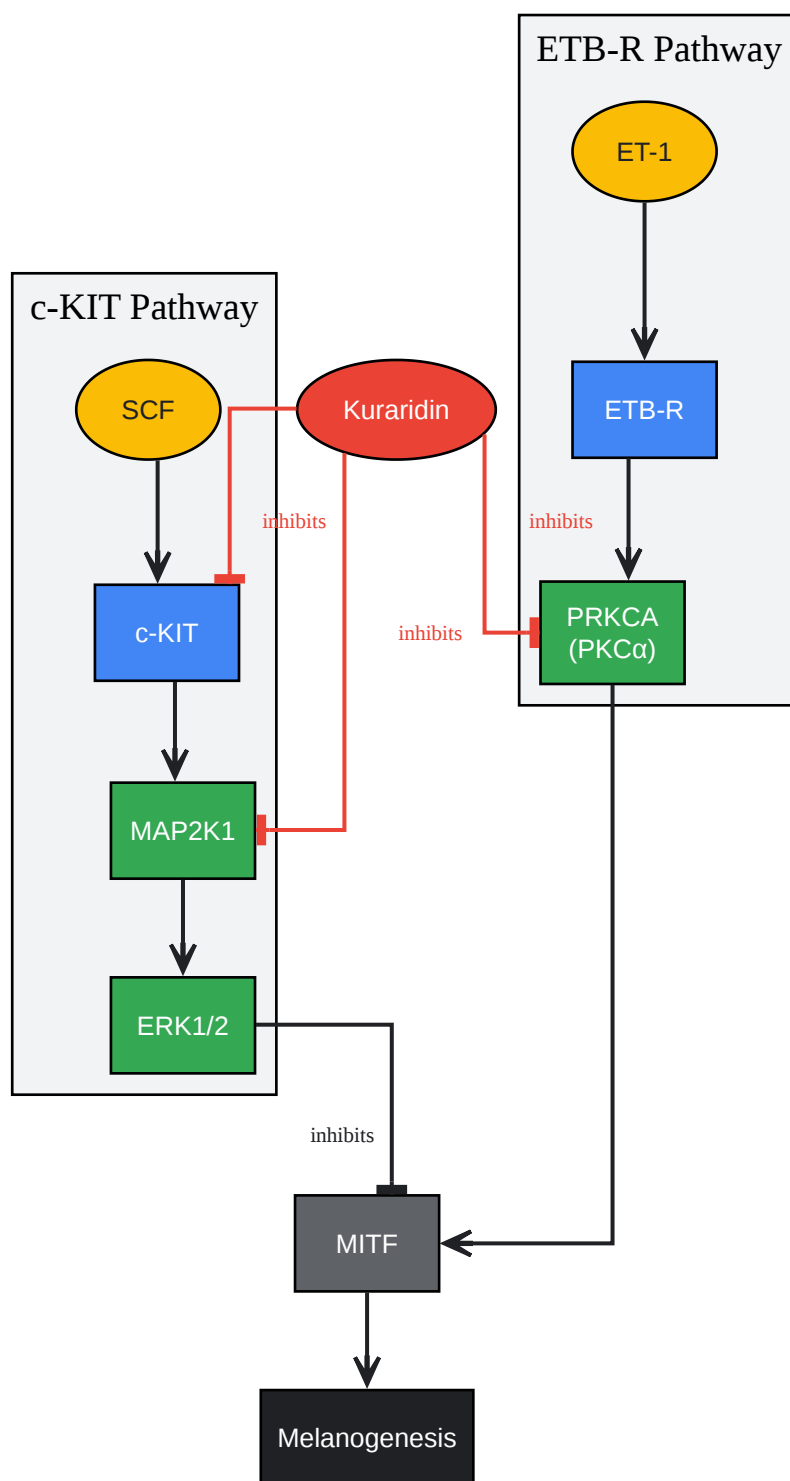 ETB-R Pathway
ET-1
c-KIT Pathway
SCF
Kuraridin
ETB-R
inhibits
inhibits
c-KIT
inhibits
PRKCA
(PKCα)
MAP2K1
ERK1/2
inhibits
MITF
Melanogenesis